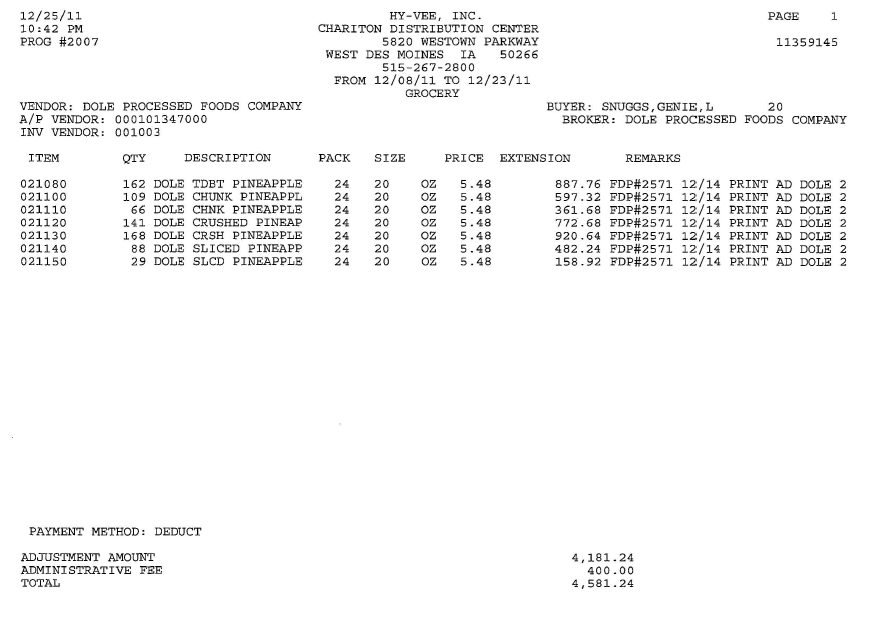 12/25/11 HY-VEE, INC. PAGE 1
10:42 PM CHARITON DISTRIBUTION CENTER
PROG #2007 5820 WESTOWN PARKWAY 11359145
WEST DES MOINES IA 50266
515-267-2800
FROM 12/08/11 TO 12/23/11
GROCERY
VENDOR: DOLE PROCESSED FOODS COMPANY BUYER: SNUGGS,GENIE,L 20
A/P VENDOR: 000101347000 BROKER: DOLE PROCESSED FOODS COMPANY
INV VENDOR: 001003
ITEM QTY DESCRIPTION PACK SIZE PRICE EXTENSION REMARKS
021080 162 DOLE TDBT PINEAPPLE 24 20 OZ 5.48 887.76 FDP#2571 12/14 PRINT AD DOLE 2
021100 109 DOLE CHUNK PINEAPPL 24 20 OZ 5.48 597.32 FDP#2571 12/14 PRINT AD DOLE 2
021110 66 DOLE CHNK PINEAPPLE 24 20 OZ 5.48 361.68 FDP#2571 12/14 PRINT AD DOLE 2
021120 141 DOLE CRUSHED PINEAP 24 20 OZ 5.48 772.68 FDP#2571 12/14 PRINT AD DOLE 2
021130 168 DOLE CRSH PINEAPPLE 24 20 OZ 5.48 920.64 FDP#2571 12/14 PRINT AD DOLE 2
021140 88 DOLE SLICED PINEAPP 24 20 OZ 5.48 482.24 FDP#2571 12/14 PRINT AD DOLE 2
021150 29 DOLE SLCD PINEAPPLE 24 20 OZ 5.48 158.92 FDP#2571 12/14 PRINT AD DOLE 2
PAYMENT METHOD: DEDUCT
ADJUSTMENT AMOUNT 4,181.24
ADMINISTRATIVE FEE 400.00
TOTAL 4,581.24